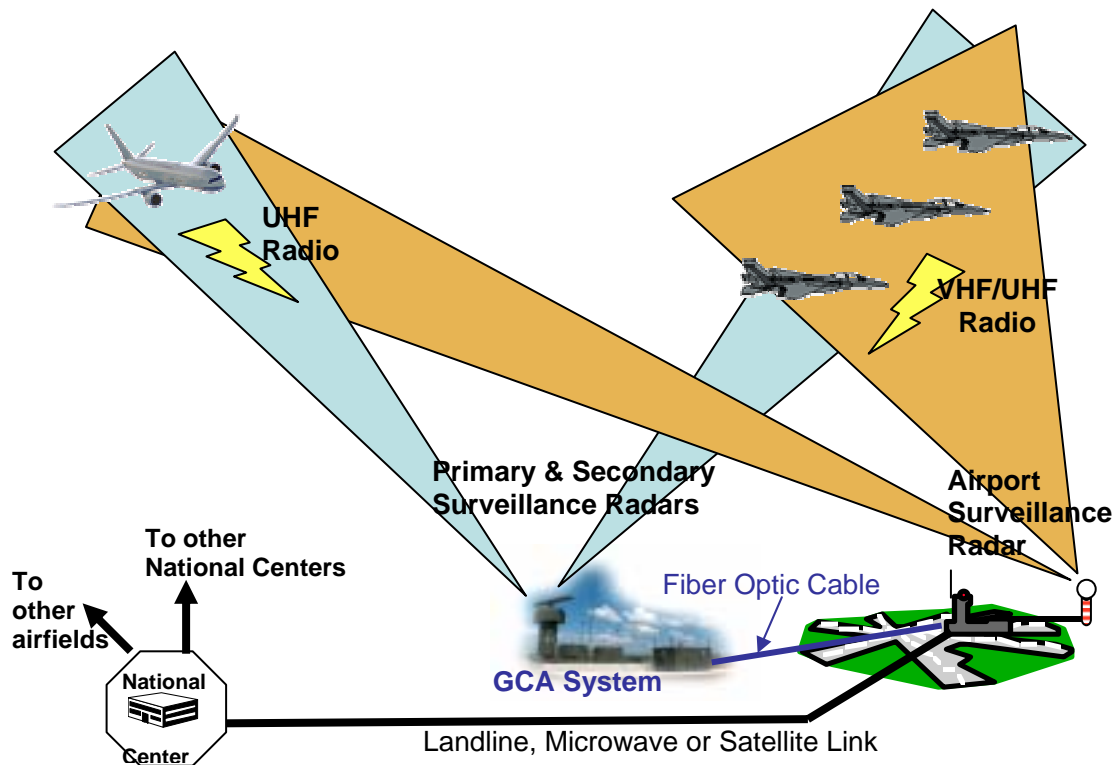 UHF
Radio
VHF/UHF
Radio
Primary & Secondary
Surveillance Radars
Airport
Surveillance
Radar
To other
National Centers
To
other
airfields
Fiber Optic Cable
GCA System
National
Center
Landline, Microwave or Satellite Link